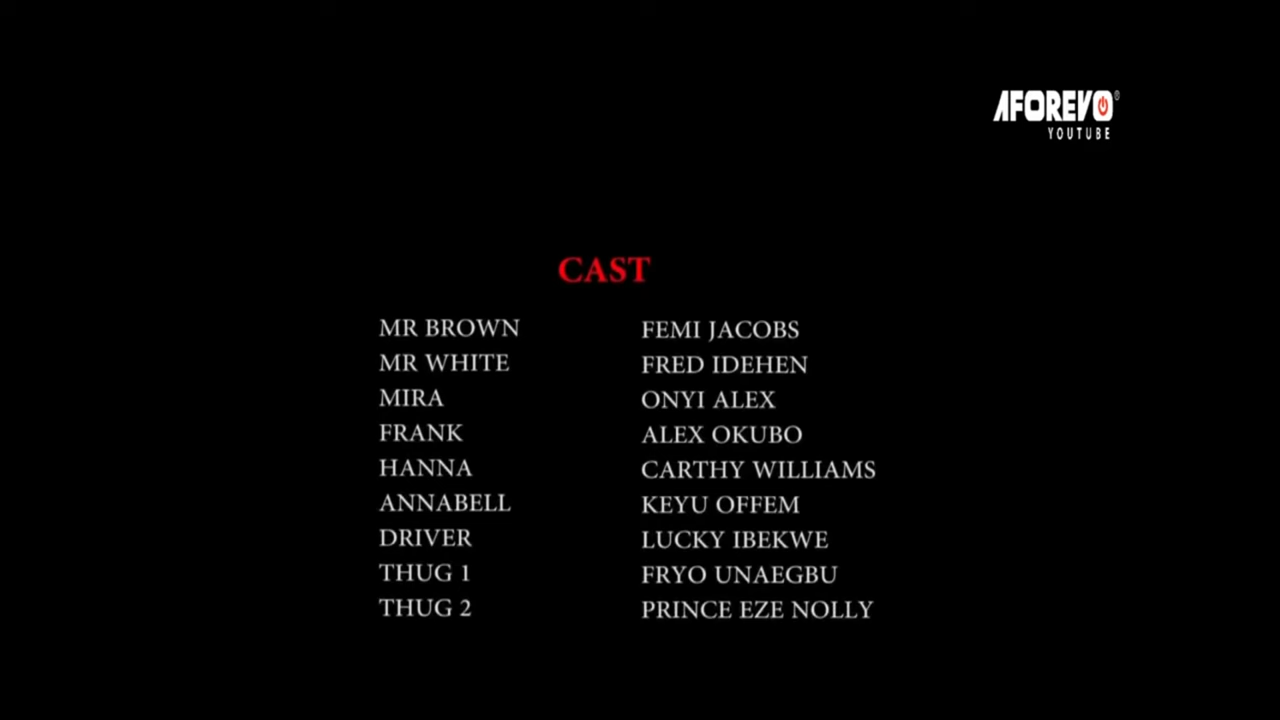 AFOREVO
YOUTUBE
CAST
MR BROWN FEMI JACOBS
MR WHITE FRED IDEHEN
MIRA ONYI ALEX
FRANK ALEX OKUBO
HANNA CARTHY WILLIAMS
ANNABELL KEYU OFFEM
DRIVER LUCKY IBEKWE
THUG 1 FRYO UNAEGBU
THUG 2 PRINCE EZE NOLLY